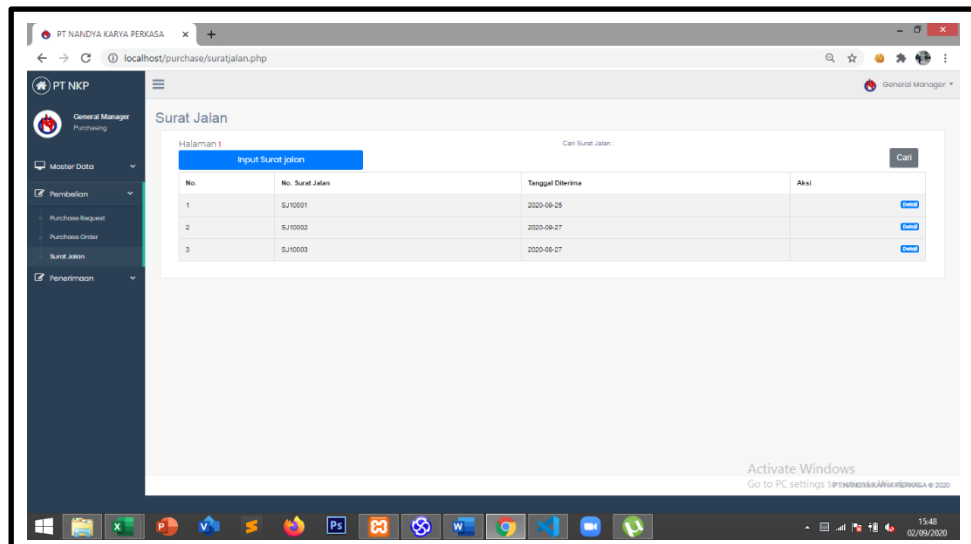 PT NANDYA KARYA PERKASA
localhost/purchase/suratjalan.php
PT NKP
General Manager
General Manager
Purchasing
Surat Jalan
Halaman 1
Cari Surat Jalan :
Input Surat jalan
Cari
Master Data
No. No. Surat Jalan Tanggal Diterima Aksi
Pembelian
1 SJ10001 2020-09-25 Detail
Purchase Request
2 SJ10002 2020-09-27 Detail
Purchase Order
3 SJ10003 2020-08-27 Detail
Surat Jalan
Penerimaan
Activate Windows
Go to PC settings to
PT NANDYA KARYA PERKASA © 2020
Ps
15:48
02/09/2020